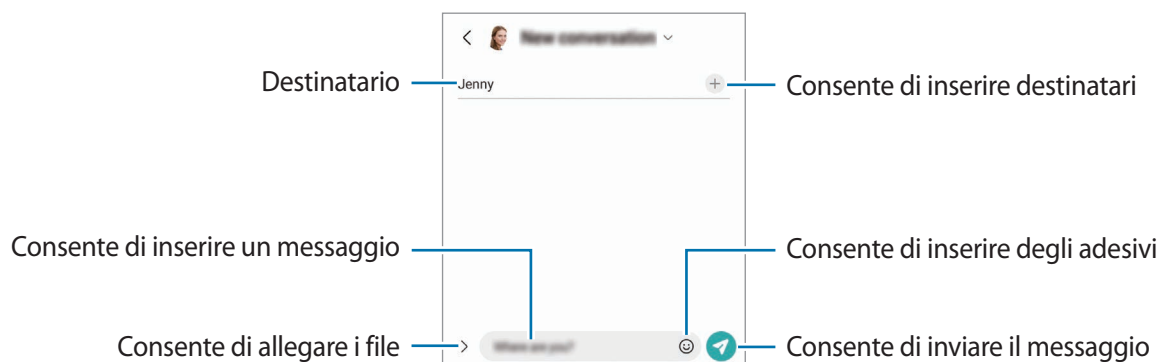 New conversation
Destinatario
Jenny
Consente di inserire destinatari
Consente di inserire un messaggio
Consente di inserire degli adesivi
Consente di allegare i file
Where are you?
Consente di inviare il messaggio